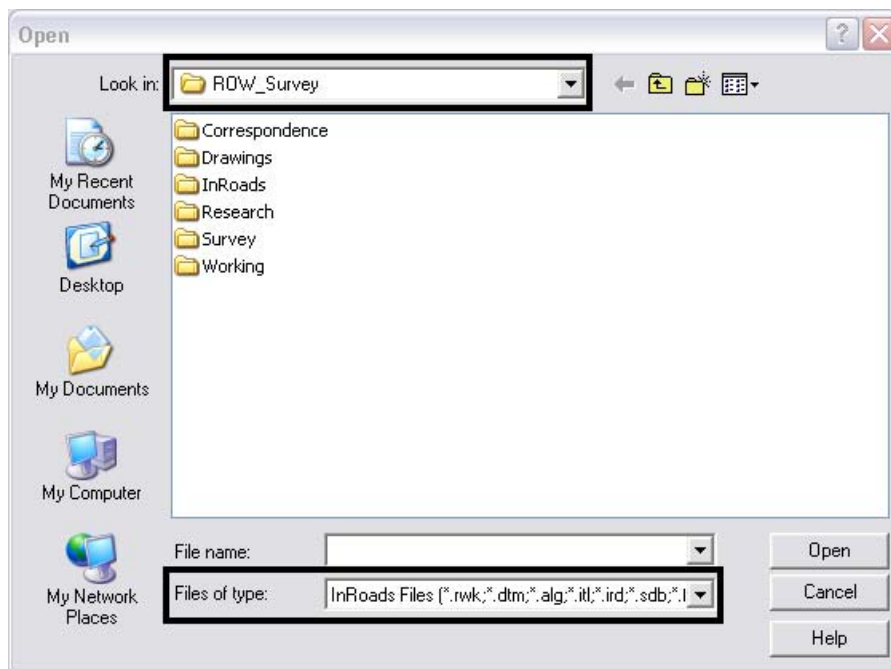 Open
Look in:
ROW_Survey
Correspondence
Drawings
InRoads
Research
Survey
Working
My Recent
Documents
Desktop
My Documents
My Computer
My Network
Places
File name:
Open
Files of type:
InRoads Files (*.rwk;*.dtm;*.alg;*.itl;*.ird;*.sdb;*.
Cancel
Help